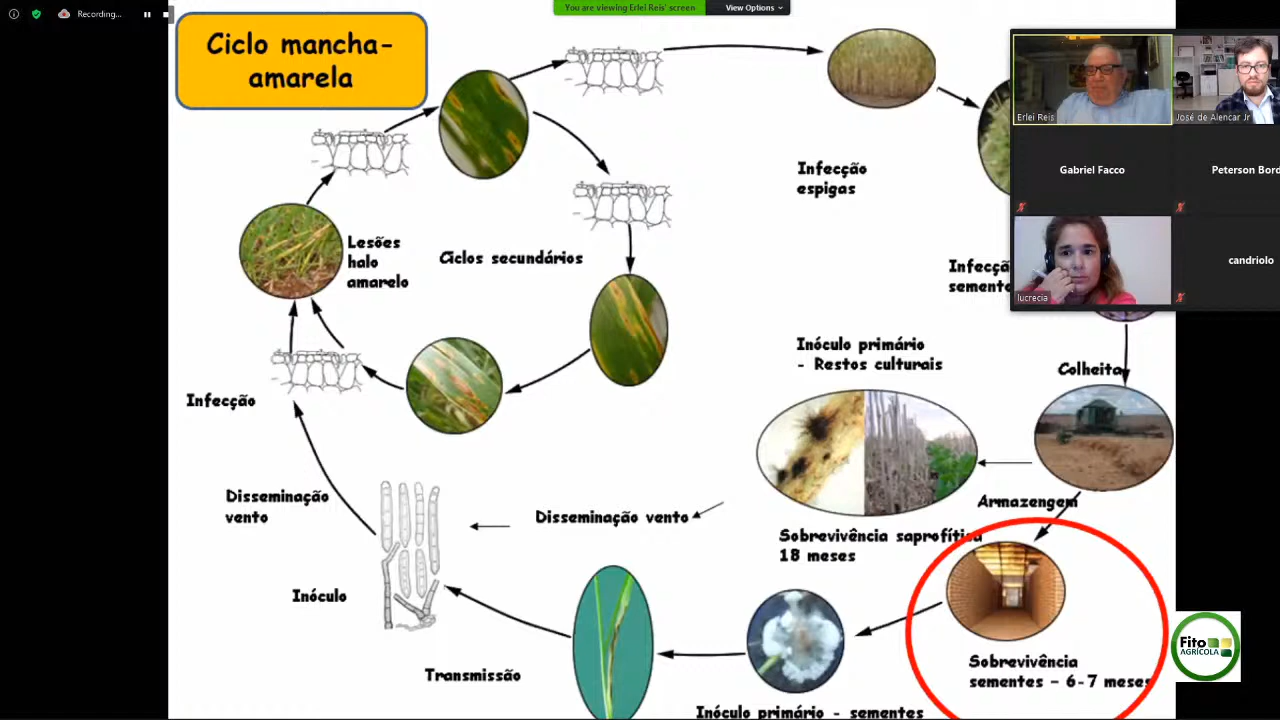 Recording...
You are viewing Erlei Reis' screen
View Options
Ciclo mancha-
amarela
Erlei Reis
José de Alencar Jr
Gabriel Facco
Peterson Bord
lucrecia
candriolo
Infecção
espigas
Lesões
halo
amarelo
Ciclos secundários
Infecçã
sement
Inóculo primário
- Restos culturais
Colheita
Infecção
Disseminação
vento
Disseminação vento
Armazengem
Sobrevivência saprofítica
18 meses
Inóculo
Fito
AGRÍCOLA
Sobrevivência
sementes - 6-7 meses
Transmissão
Inóculo primário - sementes